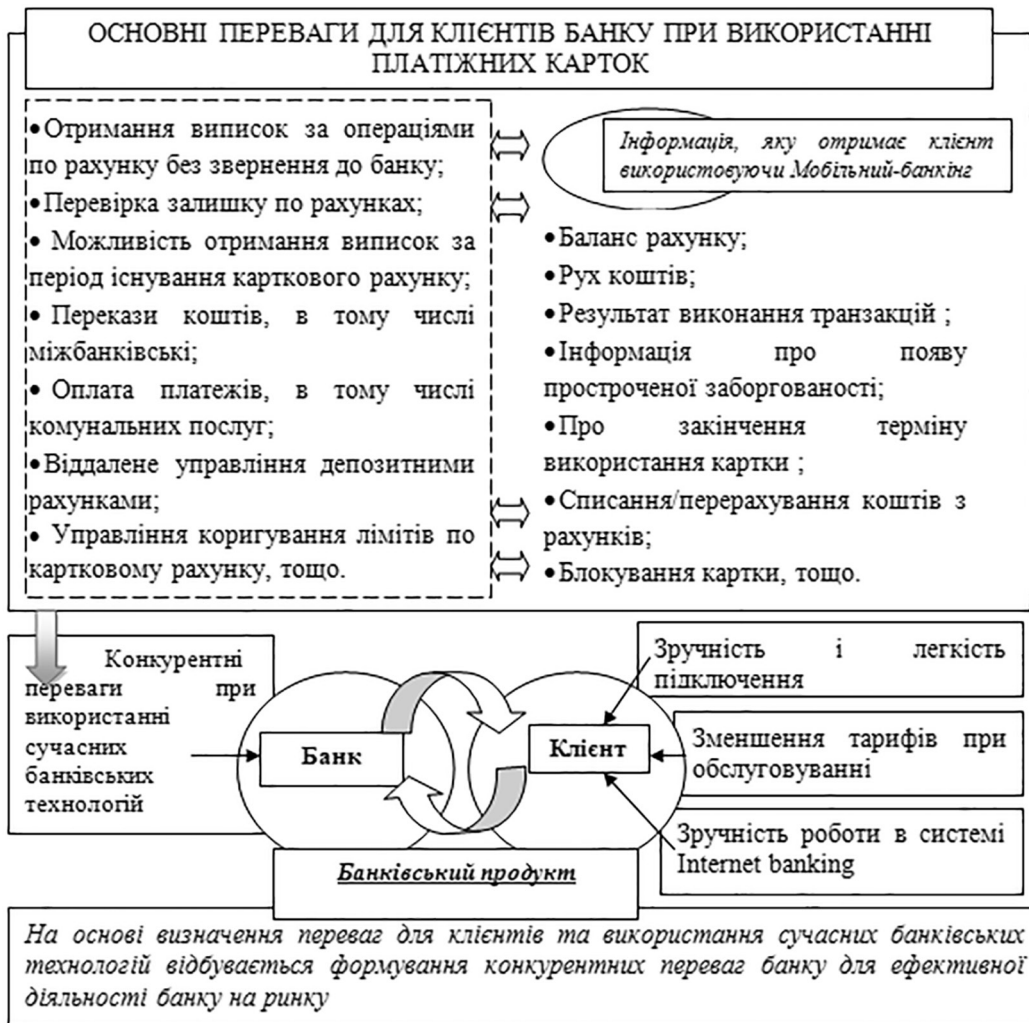 ОСНОВНІ ПЕРЕВАГИ ДЛЯ КЛІЄНТІВ БАНКУ ПРИ ВИКОРИСТАННІ
ПЛАТІЖНИХ КАРТОК
•Отримання виписок за операціями
по рахунку без звернення до банку;
•Перевірка залишку по рахунках;
• Можливість отримання виписок за
період існування карткового рахунку;
• Перекази коштів, в тому числі
міжбанківські;
• Оплата платежів, в тому числі
комунальних послуг;
•Віддалене управління депозитними
рахунками;
• Управління коригування лімітів по
картковому рахунку, тощо.
Інформація, яку отримає клієнт
використовуючи Мобільний-банкінг
•Баланс рахунку;
•Рух коштів;
•Результат виконання транзакцій ;
•Інформація про появу
простроченої заборгованості;
•Про закінчення терміну
використання картки ;
•Списання/перерахування коштів з
рахунків;
•Блокування картки, тощо.
Конкурентні
переваги при
використанні
сучасних
банківських
технологій
Банк
Клієнт
Зручність і легкість
підключення
Зменшення тарифів при
обслуговуванні
Зручність роботи в системі
Internet banking
Банківський продукт
На основі визначення переваг для клієнтів та використання сучасних банківських
технологій відбувається формування конкурентних переваг банку для ефективної
діяльності банку на ринку